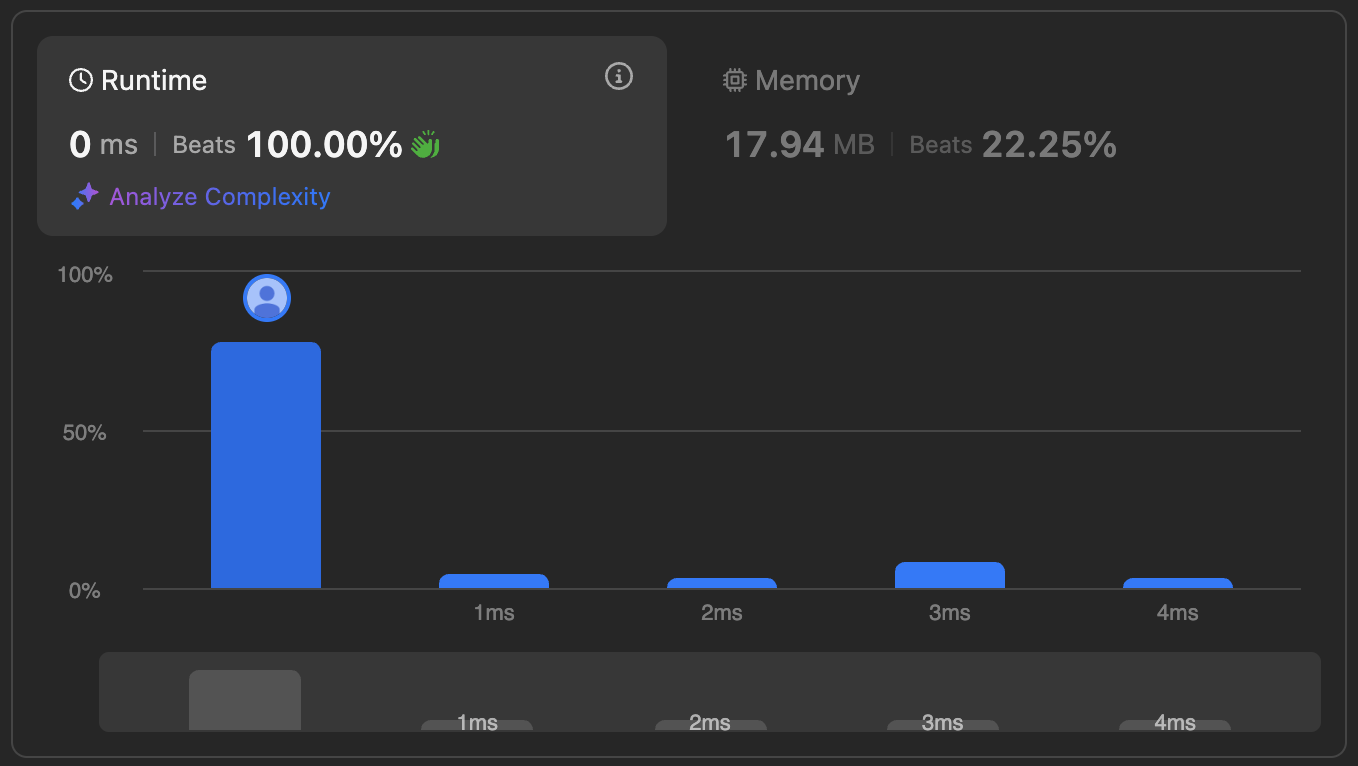 Runtime
0 ms | Beats 100.00%
Analyze Complexity
Memory
17.94 MB | Beats 22.25%
100%
50%
0%
1ms 2ms 3ms 4ms
1ms 2ms 3ms 4ms